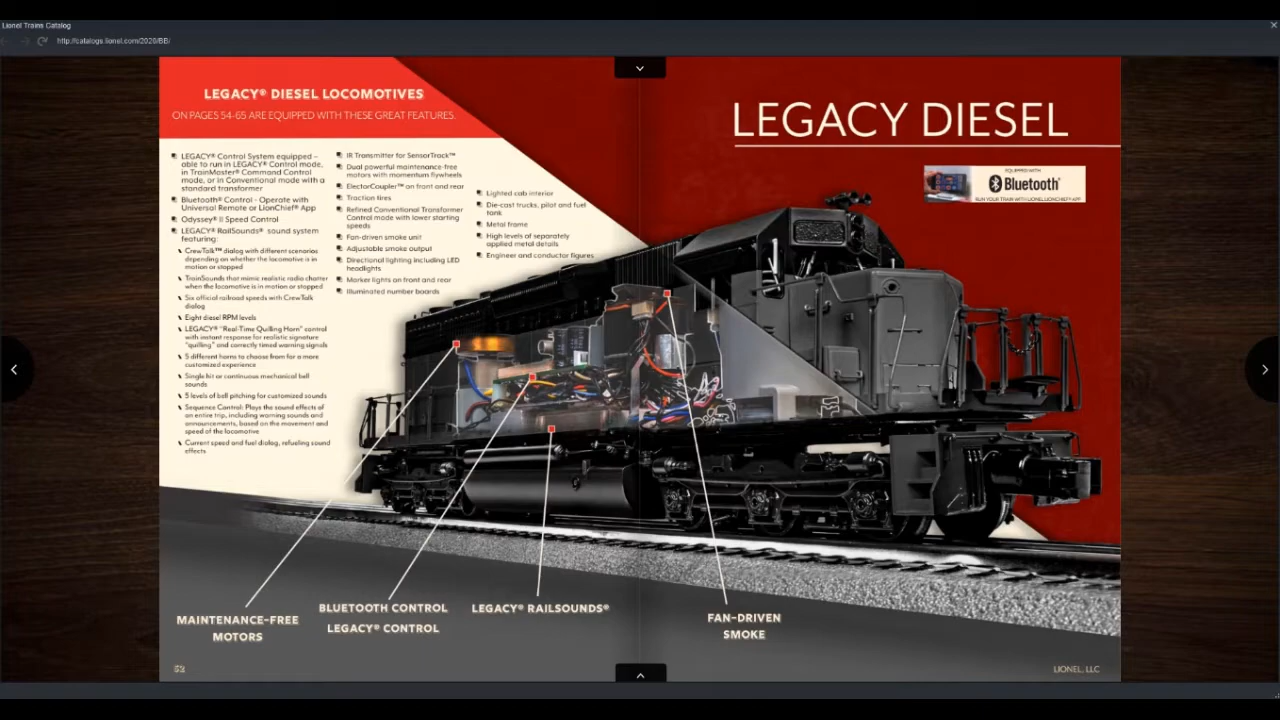 Lionel Trains Catalog
http://catalogs.lionel.com/2020/BB/
LEGACY® DIESEL LOCOMOTIVES
ON PAGES 54-65 ARE EQUIPPED WITH THESE GREAT FEATURES.
LEGACY® Control System equipped –
able to run in LEGACY® Control mode,
in TrainMaster® Command Control
mode, or in Conventional mode with a
standard transformer
Bluetooth® Control - Operate with
Universal Remote or LionChief® App
Odyssey® II Speed Control
LEGACY® RailSounds® sound system
featuring:
CrewTalk™ dialog with different scenarios
depending on whether the locomotive is in
motion or stopped
TrainSounds that mimic realistic radio chatter
when the locomotive is in motion or stopped
Six official railroad speeds with CrewTalk
dialog
Eight diesel RPM levels
LEGACY® "Real-Time Quilling Horn" control
with instant response for realistic signature
"quilling" and correctly timed warning signals
5 different horns to choose from for a more
customized experience
Single hit or continuous mechanical bell
sounds
5 levels of bell pitching for customized sounds
Sequence Control: Plays the sound effects of
an entire trip, including warning sounds and
announcements, based on the movement and
speed of the locomotive
Current speed and fuel dialog, refueling sound
effects
IR Transmitter for SensorTrack™
Dual powerful maintenance-free
motors with momentum flywheels
ElectorCoupler™ on front and rear
Traction tires
Refined Conventional Transformer
Control mode with lower starting
speeds
Fan-driven smoke unit
Adjustable smoke output
Directional lighting including LED
headlights
Marker lights on front and rear
Illuminated number boards
Lighted cab interior
Die-cast trucks, pilot and fuel
tank
Metal frame
High levels of separately
applied metal details
Engineer and conductor figures
LEGACY DIESEL
EQUIPPED WITH
Bluetooth®
RUN YOUR TRAIN WITH LIONEL LIONCHIEF® APP
MAINTENANCE-FREE
MOTORS
BLUETOOTH CONTROL
LEGACY® CONTROL
LEGACY® RAILSOUNDS®
FAN-DRIVEN
SMOKE
52
LIONEL, LLC